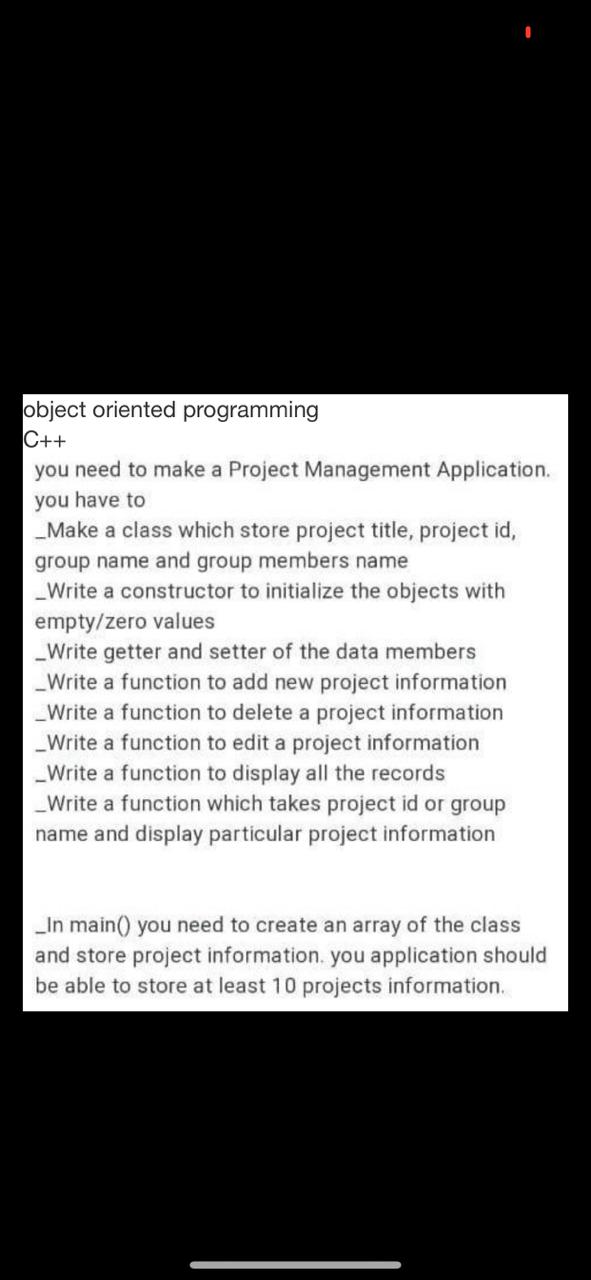 object oriented programming
C++
you need to make a Project Management Application.
you have to
_Make a class which store project title, project id,
group name and group members name
_Write a constructor to initialize the objects with
empty/zero values
_Write getter and setter of the data members
_Write a function to add new project information
_Write a function to delete a project information
_Write a function to edit a project information
_Write a function to display all the records
_Write a function which takes project id or group
name and display particular project information
_In main() you need to create an array of the class
and store project information. you application should
be able to store at least 10 projects information.